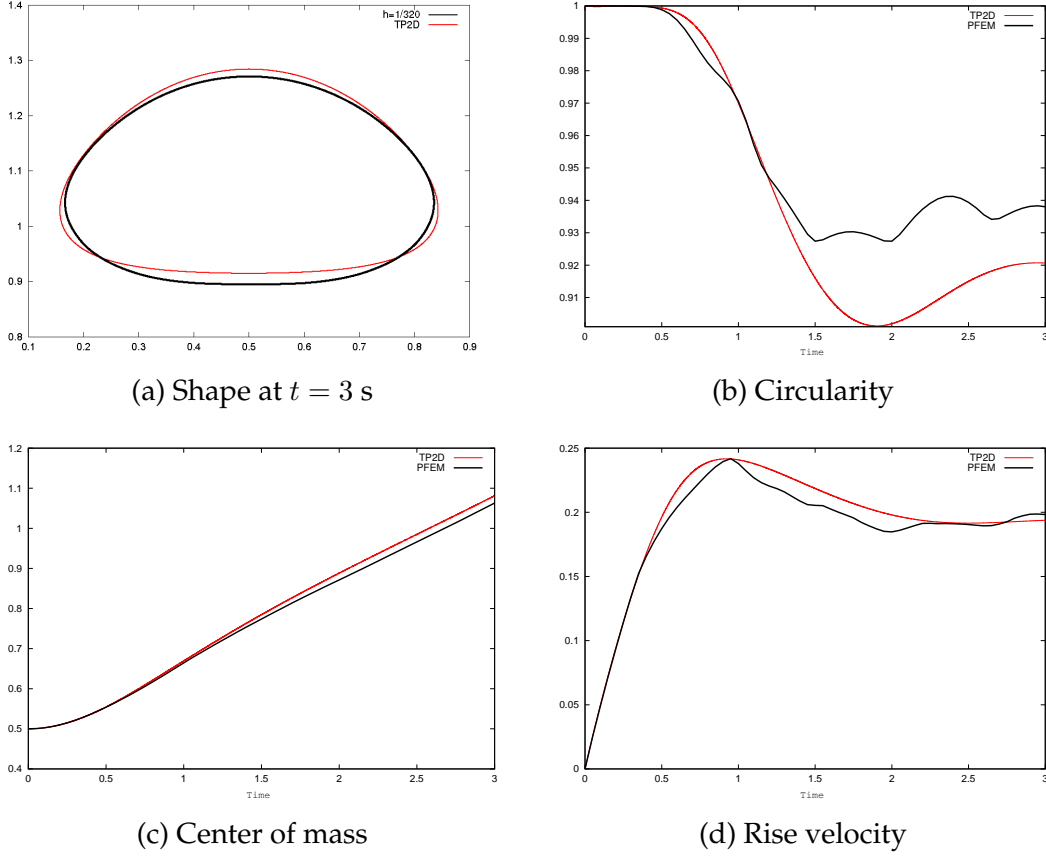 1.4
1.3
1.2
1.1
1
0.9
0.8
0.1 0.2 0.3 0.4 0.5 0.6 0.7 0.8 0.9
h=1/320
TP2D
(a) Shape at t = 3 s
1
0.99
0.98
0.97
0.96
0.95
0.94
0.93
0.92
0.91
0 0.5 1 1.5 2 2.5 3
Time
TP2D
PFEM
(b) Circularity
1.2
1.1
1
0.9
0.8
0.7
0.6
0.5
0.4
0 0.5 1 1.5 2 2.5 3
Time
TP2D
PFEM
(c) Center of mass
0.25
0.2
0.15
0.1
0.05
0
0 0.5 1 1.5 2 2.5 3
Time
TP2D
PFEM
(d) Rise velocity